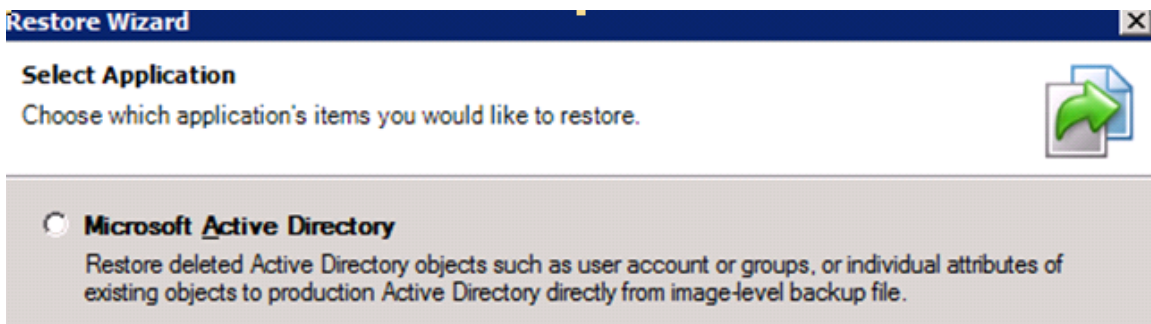 Restore Wizard
Select Application
Choose which application's items you would like to restore.
Microsoft Active Directory
Restore deleted Active Directory objects such as user account or groups, or individual attributes of
existing objects to production Active Directory directly from image-level backup file.